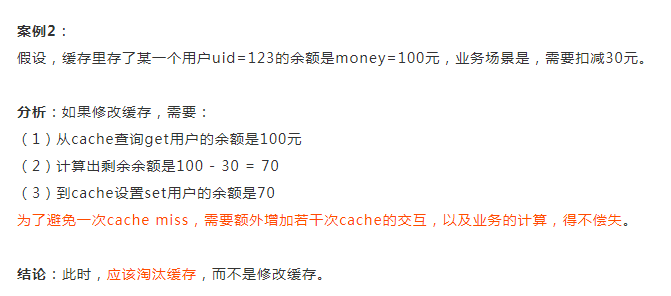 案例2：
假设，缓存里存了某一个用户uid=123的余额是money=100元，业务场景是，需要扣减30元。
分析：如果修改缓存，需要：
（1）从cache查询get用户的余额是100元
（2）计算出剩余余额是100 - 30 = 70
（3）到cache设置set用户的余额是70
为了避免一次cache miss，需要额外增加若干次cache的交互，以及业务的计算，得不偿失。
结论：此时，应该淘汰缓存，而不是修改缓存。